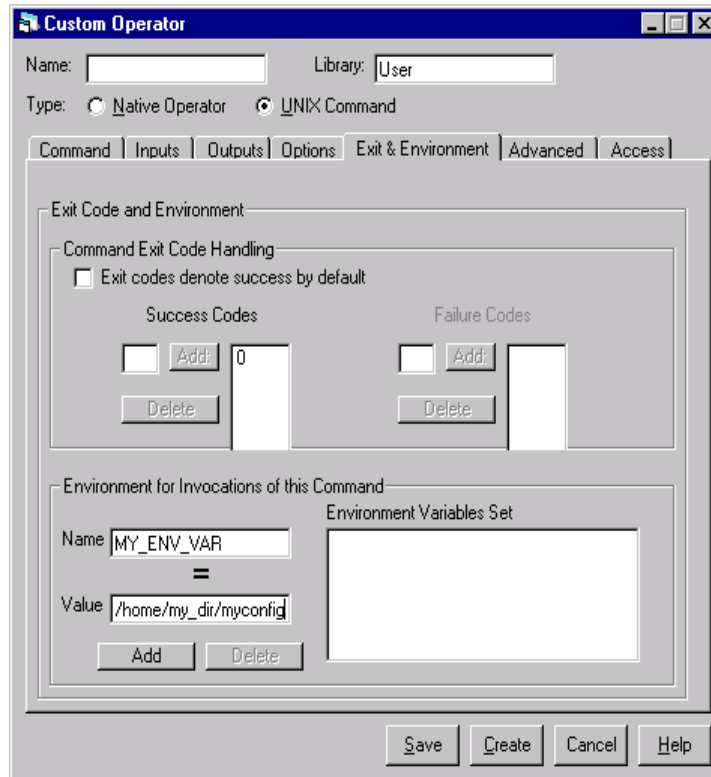 Custom Operator
Name: Library: User
Type: Native Operator UNIX Command
Command Inputs Outputs Options Exit & Environment Advanced Access
Exit Code and Environment
Command Exit Code Handling
Exit codes denote success by default
Success Codes Failure Codes
Add: 0 Add:
Delete Delete
Environment for Invocations of this Command
Environment Variables Set
Name MY_ENV_VAR
=
Value /home/my_dir/myconfig
Add Delete
Save Create Cancel Help